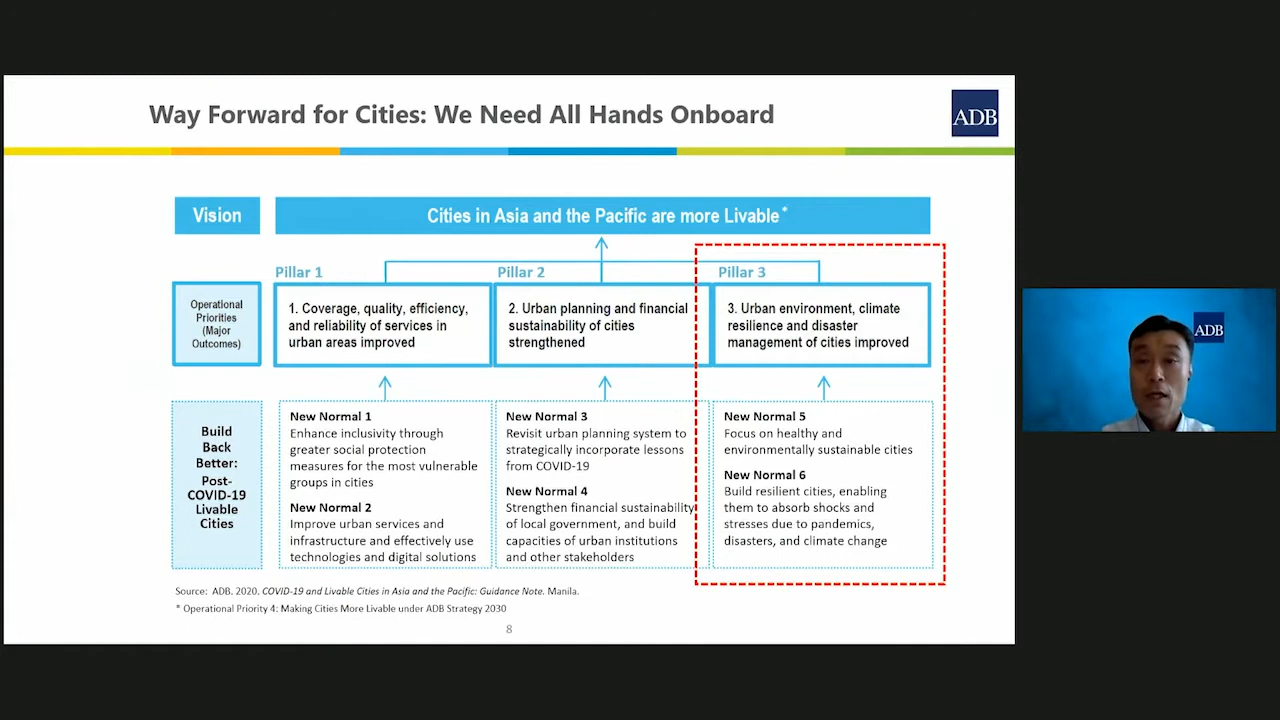 Way Forward for Cities: We Need All Hands Onboard
ADB
Vision
Cities in Asia and the Pacific are more Livable*
Pillar 1
Pillar 2
Pillar 3
Operational
Priorities
(Major
Outcomes)
1. Coverage, quality, efficiency,
and reliability of services in
urban areas improved
2. Urban planning and financial
sustainability of cities
strengthened
3. Urban environment, climate
resilience and disaster
management of cities improved
Build
Back
Better:
Post-
COVID-19
Livable
Cities
New Normal 1
Enhance inclusivity through
greater social protection
measures for the most vulnerable
groups in cities
New Normal 2
Improve urban services and
infrastructure and effectively use
technologies and digital solutions
New Normal 3
Revisit urban planning system to
strategically incorporate lessons
from COVID-19
New Normal 4
Strengthen financial sustainability
of local government, and build
capacities of urban institutions
and other stakeholders
New Normal 5
Focus on healthy and
environmentally sustainable cities
New Normal 6
Build resilient cities, enabling
them to absorb shocks and
stresses due to pandemics,
disasters, and climate change
Source: ADB. 2020. COVID-19 and Livable Cities in Asia and the Pacific: Guidance Note. Manila.
* Operational Priority 4: Making Cities More Livable under ADB Strategy 2030
8
ADB